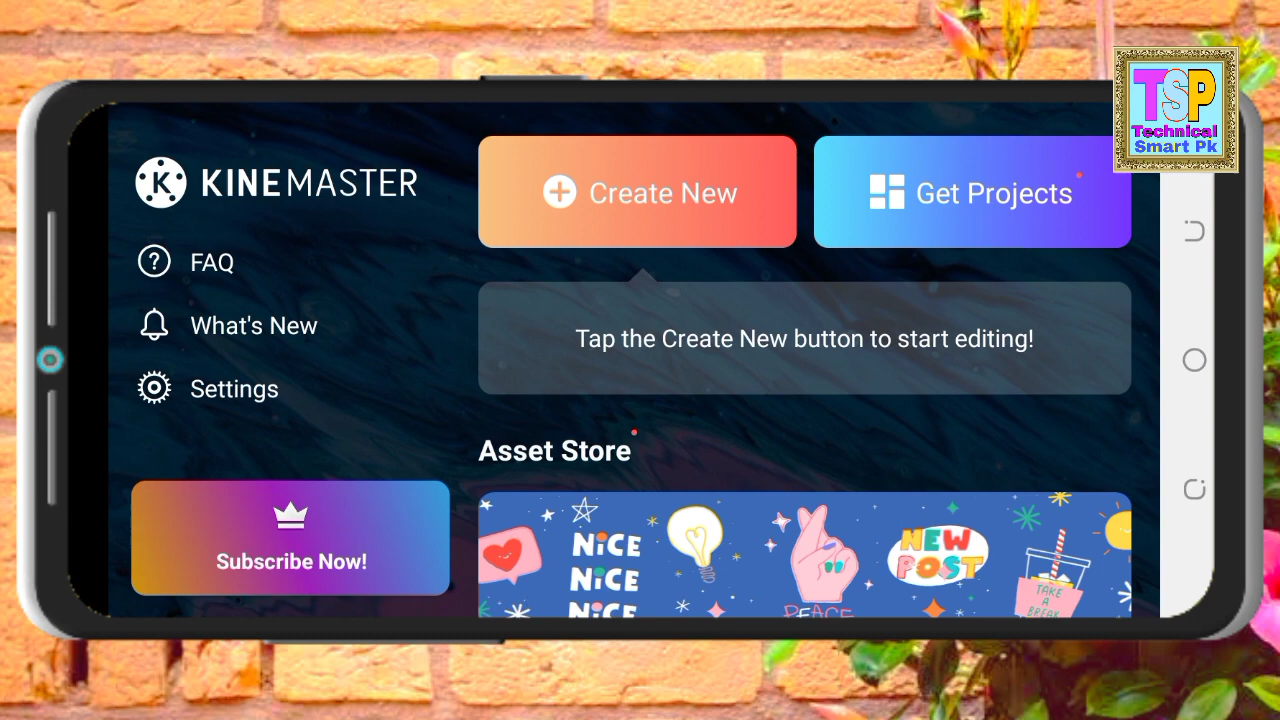 TSP
Technical
Smart Pk
K KINEMASTER
FAQ
What's New
Settings
Subscribe Now!
Create New
Get Projects
Tap the Create New button to start editing!
Asset Store
NiCE
NiCE
NiCE
PEACE
NEW
POST
TAKE
A
BREAK